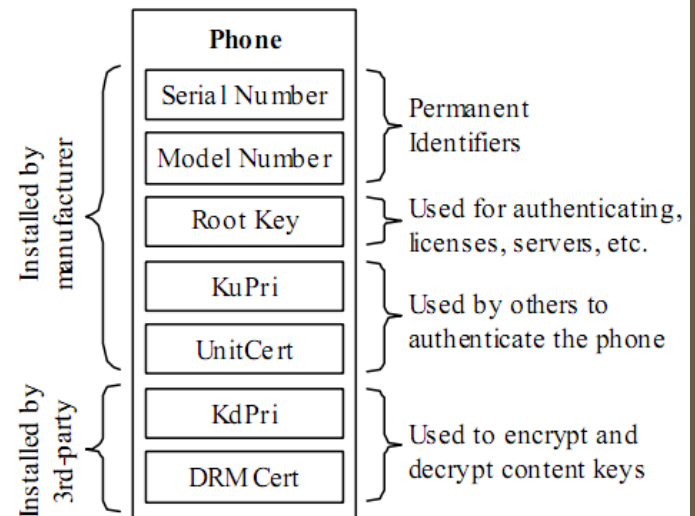 Phone
Installed by
manufacturer
Serial Number
Model Number
Permanent
Identifiers
Root Key
Used for authenticating,
licenses, servers, etc.
KuPri
UnitCert
Used by others to
authenticate the phone
Installed by
3rd-party
KdPri
DRM Cert
Used to encrypt and
decrypt content keys